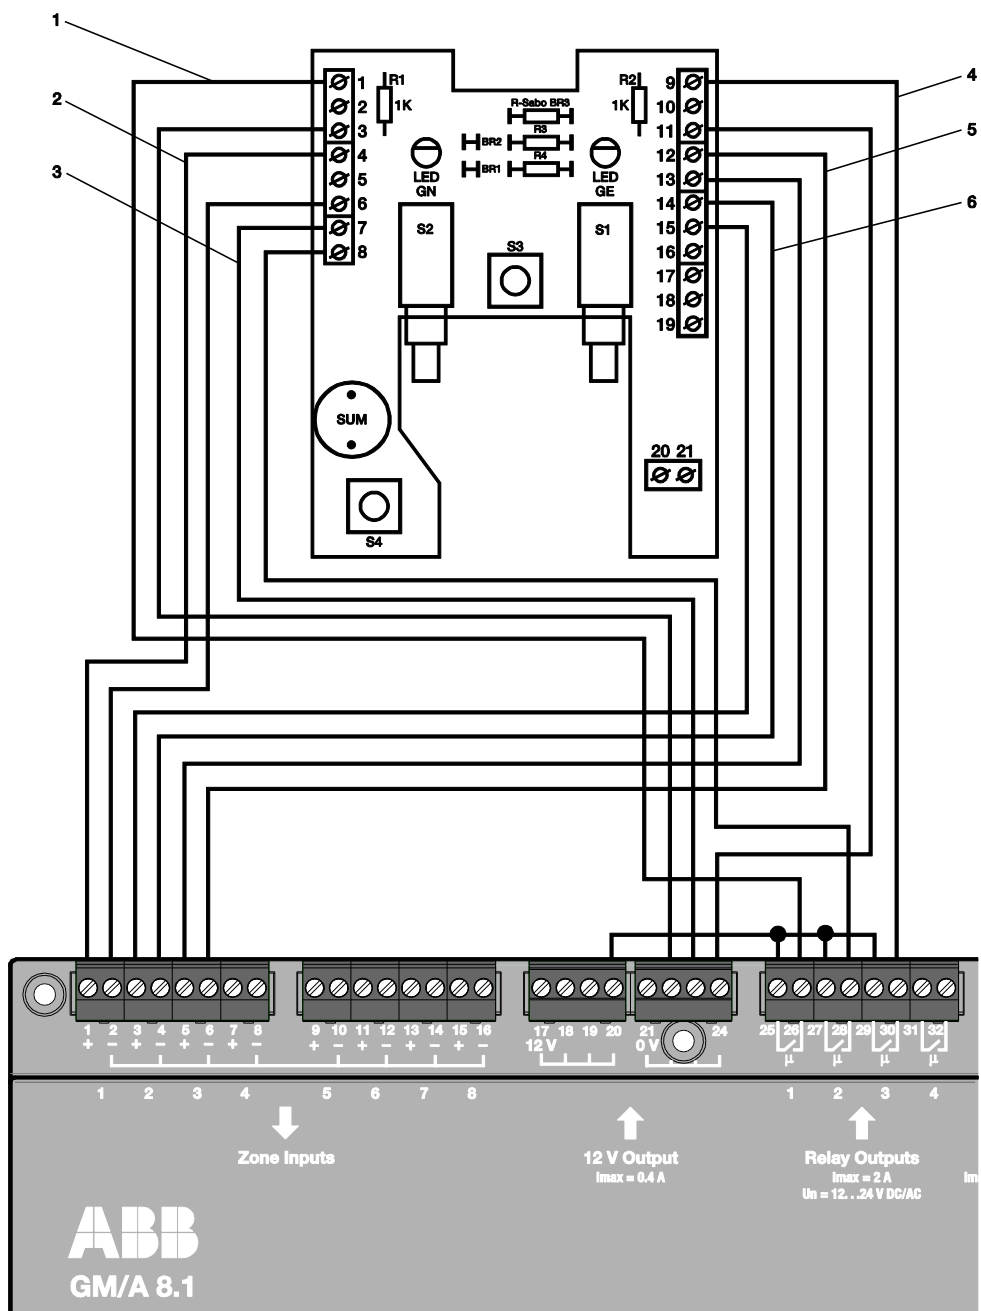 1
2
3
4
5
6
1 R1
2 1K
3
4
5
6
7
8
R-Sabo BR3
R3
BR2
R4
BR1
LED
GN
LED
GE
S2
S1
S3
R2 9
1K 10
11
12
13
14
15
16
17
18
19
SUM
S4
20 21
1 2 3 4 5 6 7 8 9 10 11 12 13 14 15 16 17 18 19 20 21 24 25 26 27 28 29 30 31 32
+ – + – + – + – + – + – + – + – 12 V 0 V
µ µ µ µ
1 2 3 4 5 6 7 8 1 2 3 4
Zone Inputs 12 V Output Relay Outputs
Imax = 0.4 A Imax = 2 A Im
Un = 12. . .24 V DC/AC
ABB
GM/A 8.1